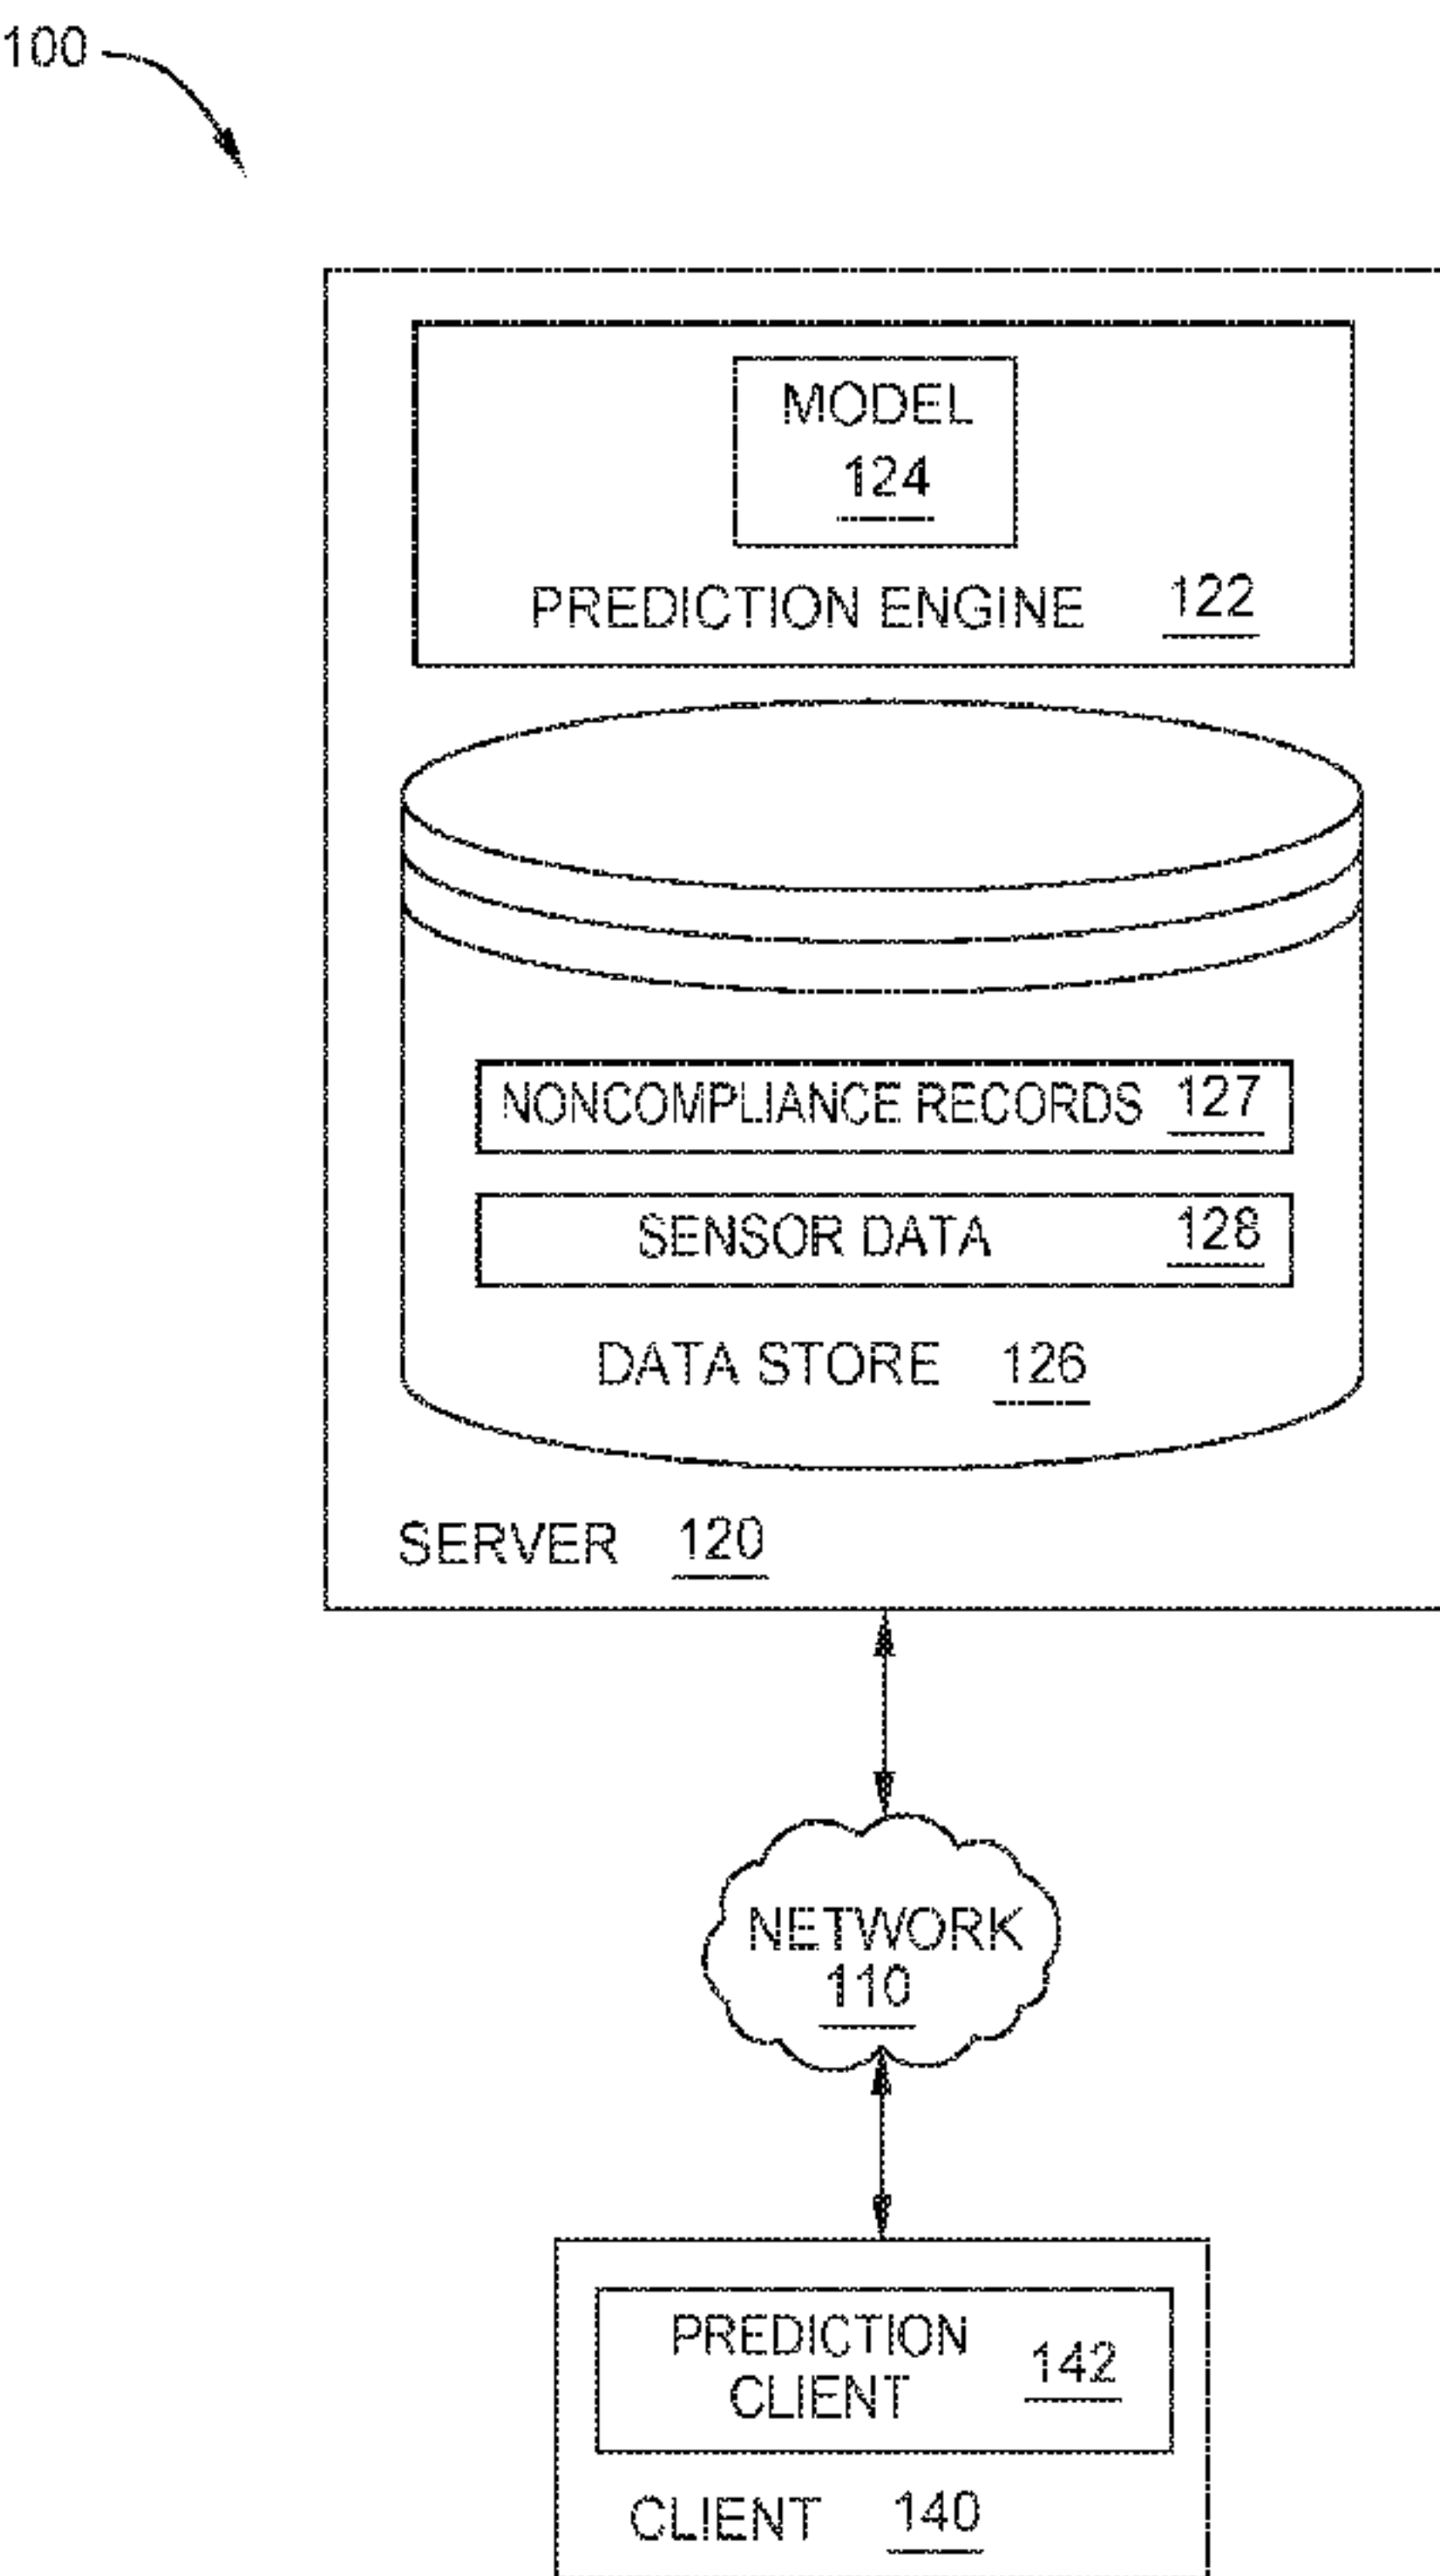 100
MODEL
124
PREDICTION ENGINE 122
NONCOMPLIANCE RECORDS 127
SENSOR DATA 128
DATA STORE 126
SERVER 120
NETWORK
110
PREDICTION
CLIENT 142
CLIENT 140